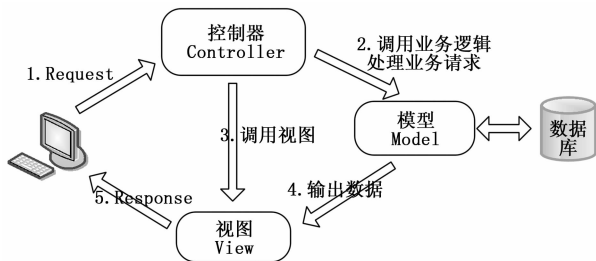 控制器
Controller
1.Request
2.调用业务逻辑
处理业务请求
3.调用视图
模型
Model
数据
库
4.输出数据
5.Response
视图
View